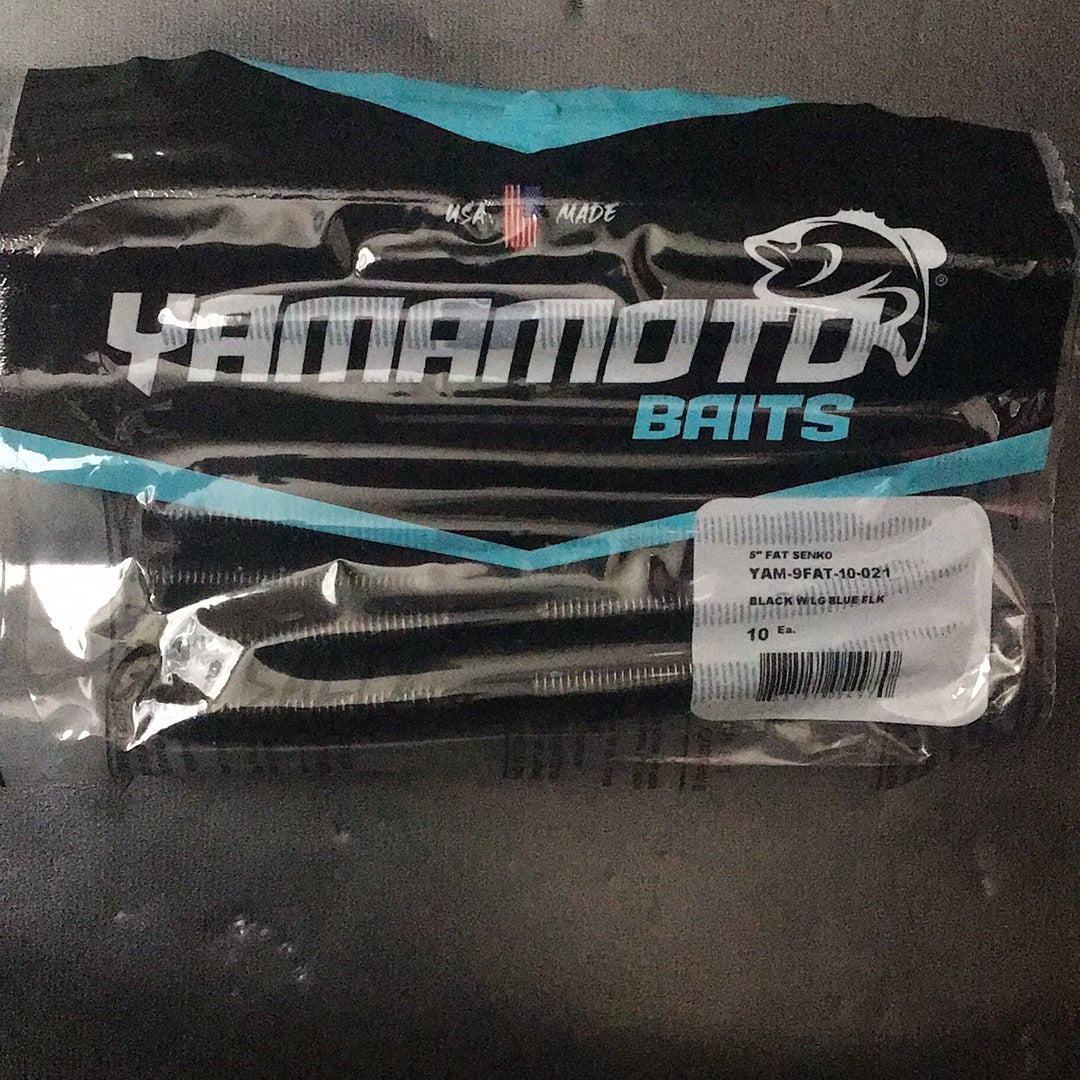 USA MADE
YAMAMOTO
®
BAITS
5" FAT SENKO
YAM-9FAT-10-021
BLACK W/LG BLUE FLK
10 Ea.